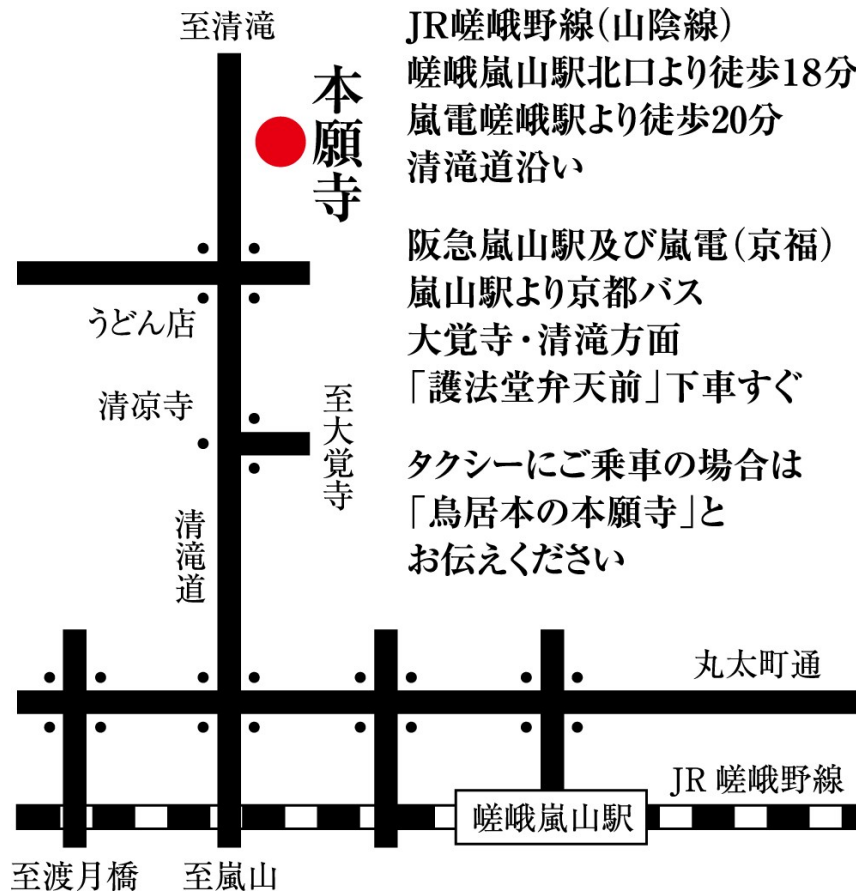 至清滝
本願寺
JR嵯峨野線(山陰線)
嵯峨嵐山駅北口より徒歩18分
嵐電嵯峨駅より徒歩20分
清滝道沿い
阪急嵐山駅及び嵐電(京福)
嵐山駅より京都バス
大覚寺・清滝方面
「護法堂弁天前」下車すぐ
タクシーにご乗車の場合は
「鳥居本の本願寺」と
お伝えください
うどん店
清凉寺
至大覚寺
清滝道
丸太町通
JR 嵯峨野線
嵯峨嵐山駅
至渡月橋
至嵐山